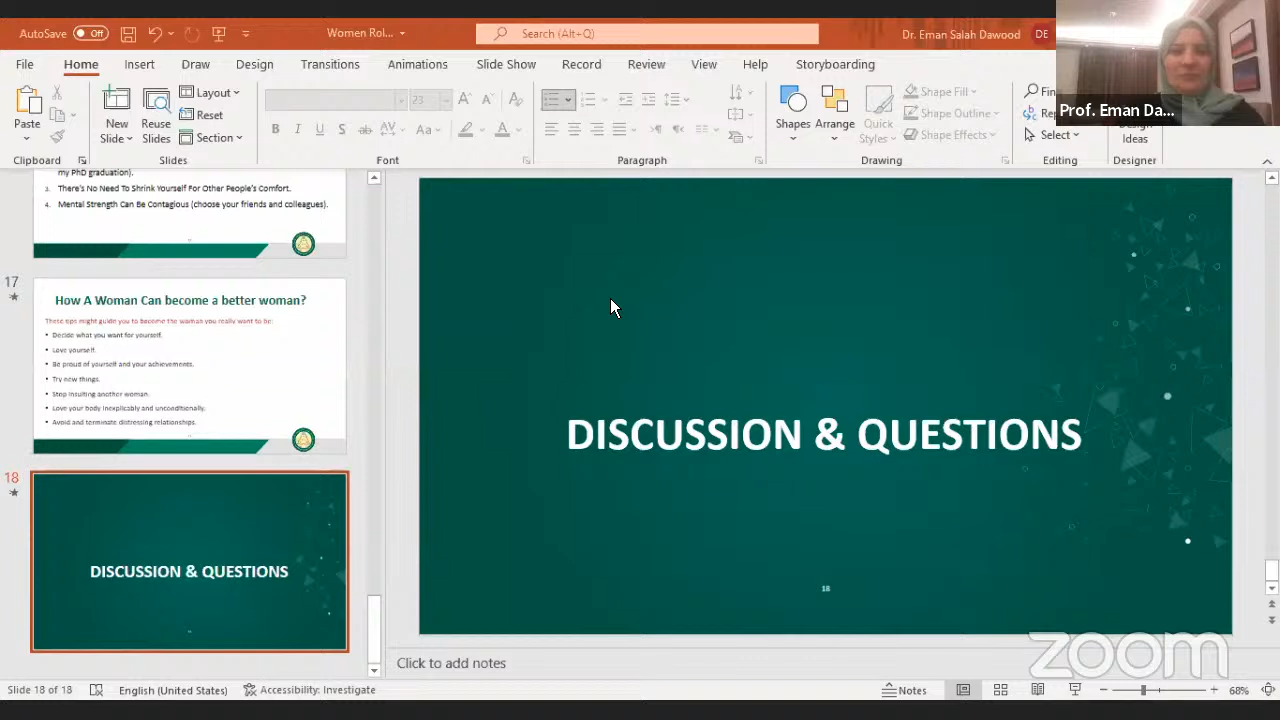 AutoSave Off
Women Rol...
Search (Alt+Q)
Dr. Eman Salah Dawood DE
File Home Insert Draw Design Transitions Animations Slide Show Record Review View Help Storyboarding
Paste
New Slide
Reuse Slides
Layout
Reset
Section
23
Shapes
Arrange
Quick Styles
Shape Fill
Shape Outline
Shape Effects
Select
Design Ideas
Prof. Eman Da...
Clipboard Slides Font Paragraph Drawing Editing Designer
my PhD graduation).
3. There's No Need To Shrink Yourself For Other People's Comfort.
4. Mental Strength Can Be Contagious (choose your friends and colleagues).
17
How A Woman Can become a better woman?
These tips might guide you to become the woman you really want to be:
• Decide what you want for yourself.
• Love yourself.
• Be proud of yourself and your achievements.
• Try new things.
• Stop insulting another woman.
• Love your body inexplicably and unconditionally.
• Avoid and terminate distressing relationships.
18
DISCUSSION & QUESTIONS
DISCUSSION & QUESTIONS
18
zoom
Click to add notes
Slide 18 of 18 English (United States) Accessibility: Investigate Notes 68%